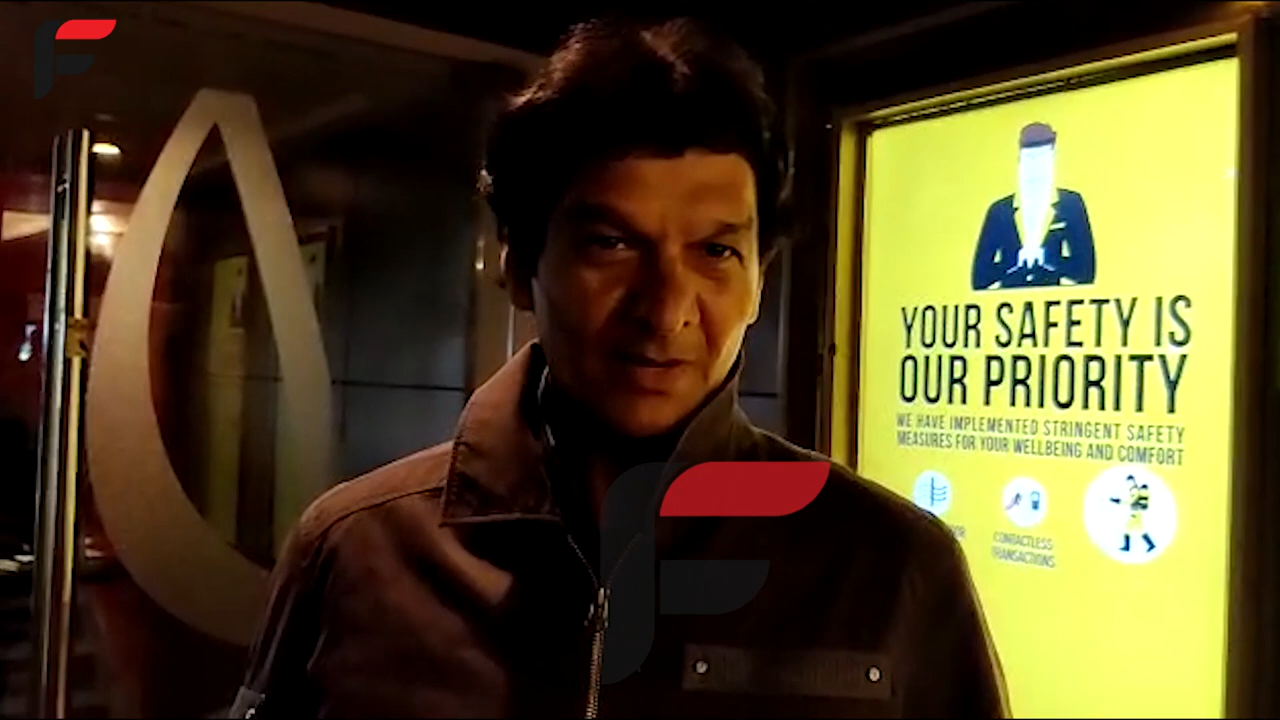 YOUR SAFETY IS
OUR PRIORITY
WE HAVE IMPLEMENTED STRINGENT SAFETY
MEASURES FOR YOUR WELLBEING AND COMFORT
CONTACTLESS
TRANSACTIONS